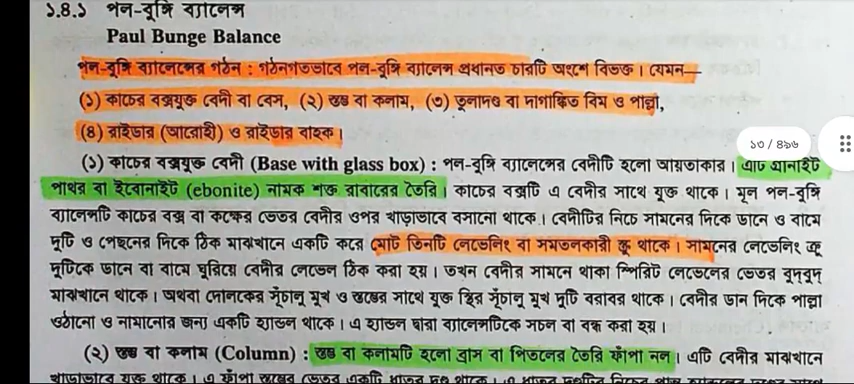 ১.৪.১ পল-বুঙ্গি ব্যালেন্স
Paul Bunge Balance
পল-বুঙ্গি ব্যালেন্সের গঠন : গঠনগতভাবে পল-বুঙ্গি ব্যালেন্স প্রধানত চারটি অংশে বিভক্ত। যেমন—
(১) কাচের বক্সযুক্ত বেদী বা বেস, (২) স্তম্ভ বা কলাম, (৩) তুলাদণ্ড বা দাগাঙ্কিত বিম ও পাল্লা,
(৪) রাইডার (আরোহী) ও রাইডার বাহক।
১৩ / ৪৯৬
(১) কাচের বক্সযুক্ত বেদী (Base with glass box) : পল-বুঙ্গি ব্যালেন্সের বেদীটি হলো আয়তাকার। এটি গ্রানাইট
পাথর বা ইবোনাইট (ebonite) নামক শক্ত রাবারের তৈরি। কাচের বক্সটি এ বেদীর সাথে যুক্ত থাকে। মূল পল-বুঙ্গি
ব্যালেন্সটি কাচের বক্স বা কক্ষের ভেতর বেদীর ওপর খাড়াভাবে বসানো থাকে। বেদীটির নিচে সামনের দিকে ডানে ও বামে
দুটি ও পেছনের দিকে ঠিক মাঝখানে একটি করে মোট তিনটি লেভেলিং বা সমতলকারী স্ক্রু থাকে। সামনের লেভেলিং স্ক্রু
দুটিকে ডানে বা বামে ঘুরিয়ে বেদীর লেভেল ঠিক করা হয়। তখন বেদীর সামনে থাকা স্পিরিট লেভেলের ভেতর বুদ্‌বুদ্
মাঝখানে থাকে। অথবা দোলকের সূঁচালু মুখ ও স্তম্ভের সাথে যুক্ত স্থির সূঁচালু মুখ দুটি বরাবর থাকে। বেদীর ডান দিকে পাল্লা
ওঠানো ও নামানোর জন্য একটি হ্যান্ডল থাকে। এ হ্যান্ডল দ্বারা ব্যালেন্সটিকে সচল বা বন্ধ করা হয়।
(২) স্তম্ভ বা কলাম (Column) : স্তম্ভ বা কলামটি হলো ব্রাস বা পিতলের তৈরি ফাঁপা নল। এটি বেদীর মাঝখানে
খাড়াভাবে যুক্ত থাকে। এ ফাঁপা স্তম্ভের ভেতর একটি ধাতব দণ্ড থাকে।